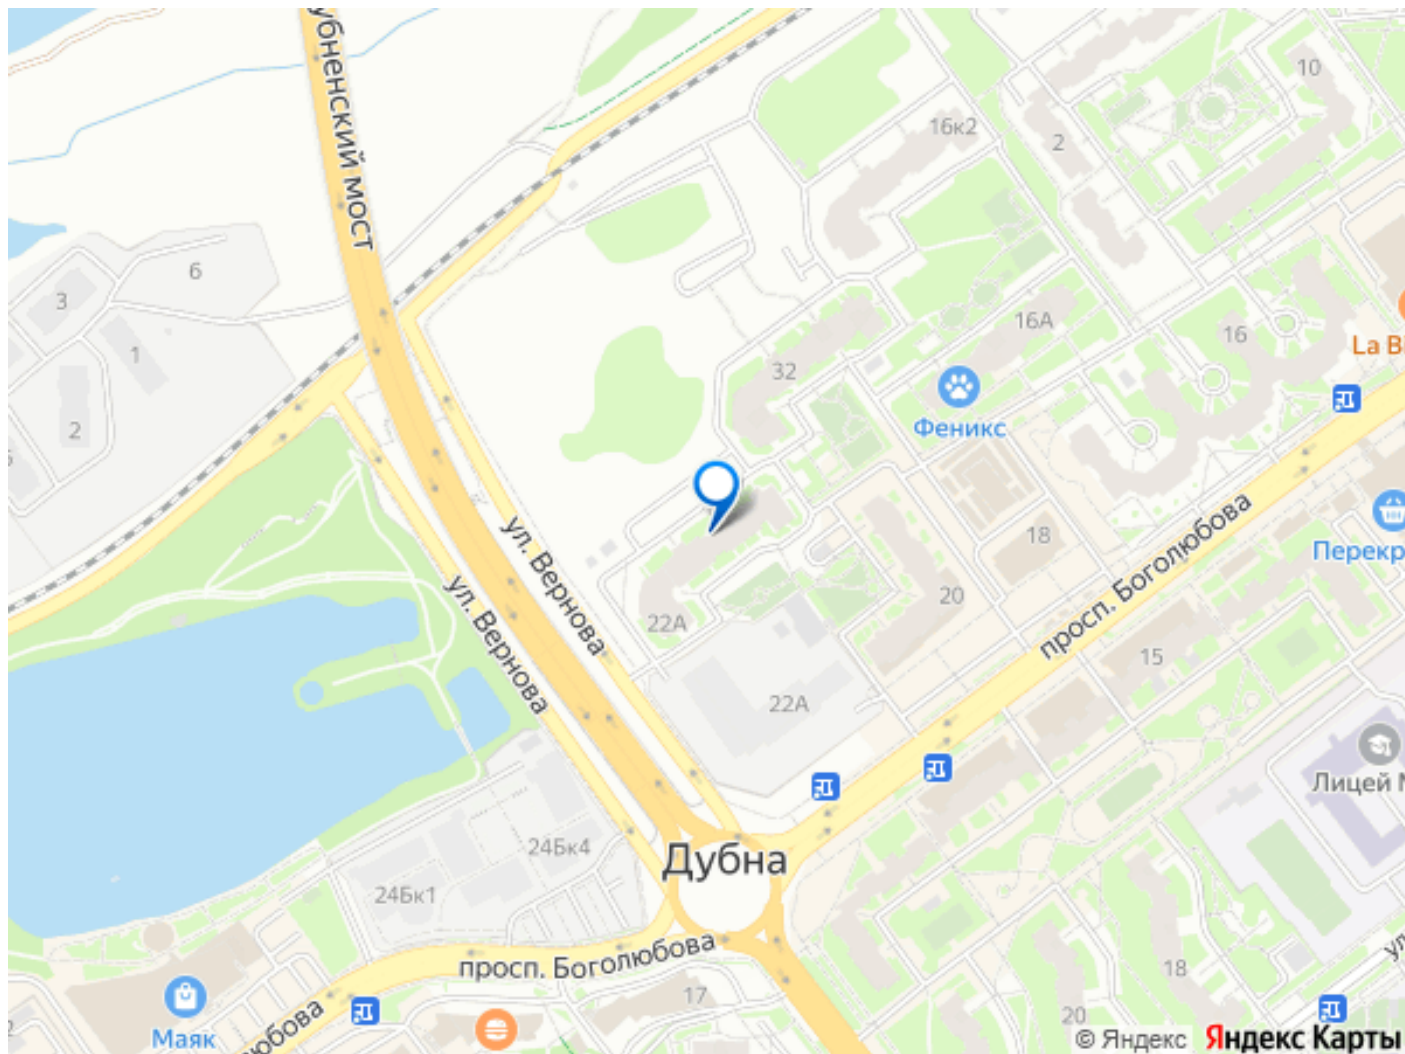 убненский мост
10
16к2
2
6
3
1
2
16А
16
La B
32
Феникс
просп. Боголюбова
Перекр
18
ул. Вернова
ул. Вернова
20
22А
15
22А
Лицей
24Бк4
Дубна
24Бк1
просп. Боголюбова
18
17
20
Маяк
юбова
© Яндекс
Яндекс Карты